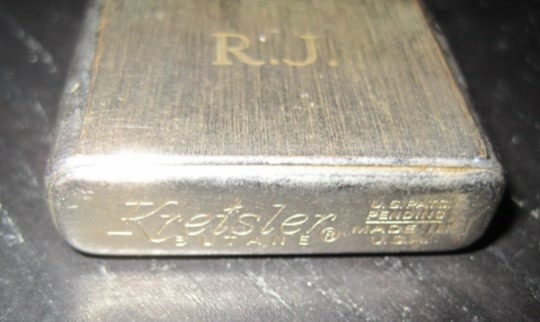 R.J.
Kreisler
BUTANE ®
U.S. PAT.
PENDING
MADE IN
U.S.A.